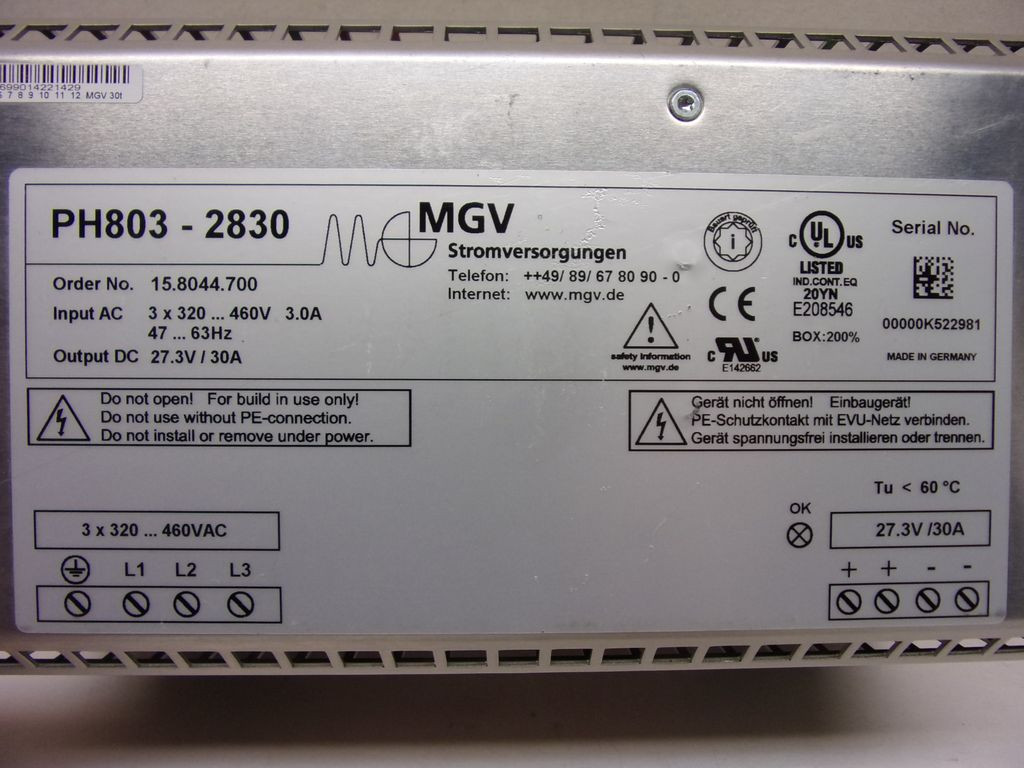 699014221429
6 7 8 9 10 11 12 MGV 30t
PH803 - 2830
MGV
Stromversorgungen
Telefon: ++49/ 89/ 67 80 90 - 0
Internet: www.mgv.de
Order No. 15.8044.700
Input AC 3 x 320 ... 460V 3.0A
47 ... 63Hz
Output DC 27.3V / 30A
Bauart geprüft
i
safety information
www.mgv.de
CE
c UL US
LISTED
IND.CONT.EQ
20YN
E208546
BOX:200%
c RU US
E142662
Serial No.
00000K522981
MADE IN GERMANY
Do not open! For build in use only!
Do not use without PE-connection.
Do not install or remove under power.
Gerät nicht öffnen! Einbaugerät!
PE-Schutzkontakt mit EVU-Netz verbinden.
Gerät spannungsfrei installieren oder trennen.
Tu < 60 °C
3 x 320 ... 460VAC
L1 L2 L3
OK
27.3V /30A
+ + - -